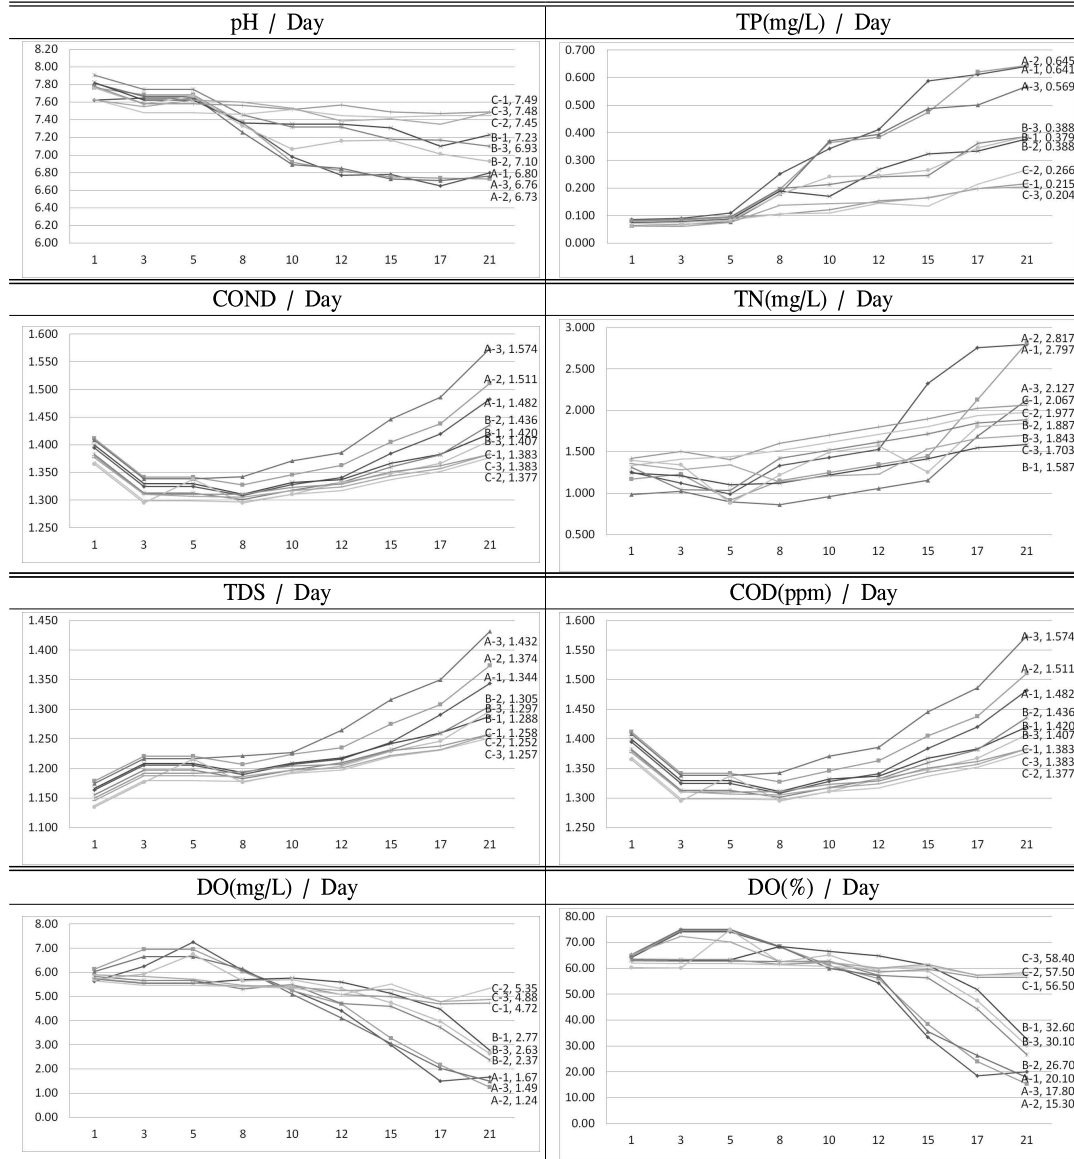 pH / Day
8.20
8.00
7.80
7.60
7.40
7.20
7.00
6.80
6.60
6.40
6.20
6.00
1 3 5 8 10 12 15 17 21
C-1, 7.49
C-3, 7.48
C-2, 7.45
B-1, 7.23
B-3, 6.93
B-2, 7.10
A-1, 6.80
A-3, 6.76
A-2, 6.73
TP(mg/L) / Day
0.700
0.600
0.500
0.400
0.300
0.200
0.100
0.000
1 3 5 8 10 12 15 17 21
A-2, 0.645
A-1, 0.641
A-3, 0.569
B-3, 0.388
B-1, 0.379
B-2, 0.388
C-2, 0.266
C-1, 0.215
C-3, 0.204
COND / Day
1.600
1.550
1.500
1.450
1.400
1.350
1.300
1.250
1 3 5 8 10 12 15 17 21
A-3, 1.574
A-2, 1.511
A-1, 1.482
B-2, 1.436
B-1, 1.420
B-3, 1.407
C-1, 1.383
C-3, 1.383
C-2, 1.377
TN(mg/L) / Day
3.000
2.500
2.000
1.500
1.000
0.500
1 3 5 8 10 12 15 17 21
A-2, 2.817
A-1, 2.797
A-3, 2.127
C-1, 2.067
C-2, 1.977
B-2, 1.887
B-3, 1.843
C-3, 1.703
B-1, 1.587
TDS / Day
1.450
1.400
1.350
1.300
1.250
1.200
1.150
1.100
1 3 5 8 10 12 15 17 21
A-3, 1.432
A-2, 1.374
A-1, 1.344
B-2, 1.305
B-3, 1.297
B-1, 1.288
C-1, 1.258
C-2, 1.252
C-3, 1.257
COD(ppm) / Day
1.600
1.550
1.500
1.450
1.400
1.350
1.300
1.250
1 3 5 8 10 12 15 17 21
A-3, 1.574
A-2, 1.511
A-1, 1.482
B-2, 1.436
B-1, 1.420
B-3, 1.407
C-1, 1.383
C-3, 1.383
C-2, 1.377
DO(mg/L) / Day
8.00
7.00
6.00
5.00
4.00
3.00
2.00
1.00
0.00
1 3 5 8 10 12 15 17 21
C-2, 5.35
C-3, 4.88
C-1, 4.72
B-1, 2.77
B-3, 2.63
B-2, 2.37
A-1, 1.67
A-3, 1.49
A-2, 1.24
DO(%) / Day
80.00
70.00
60.00
50.00
40.00
30.00
20.00
10.00
0.00
1 3 5 8 10 12 15 17 21
C-3, 58.40
C-2, 57.50
C-1, 56.50
B-1, 32.60
B-3, 30.10
B-2, 26.70
A-1, 20.10
A-3, 17.80
A-2, 15.30